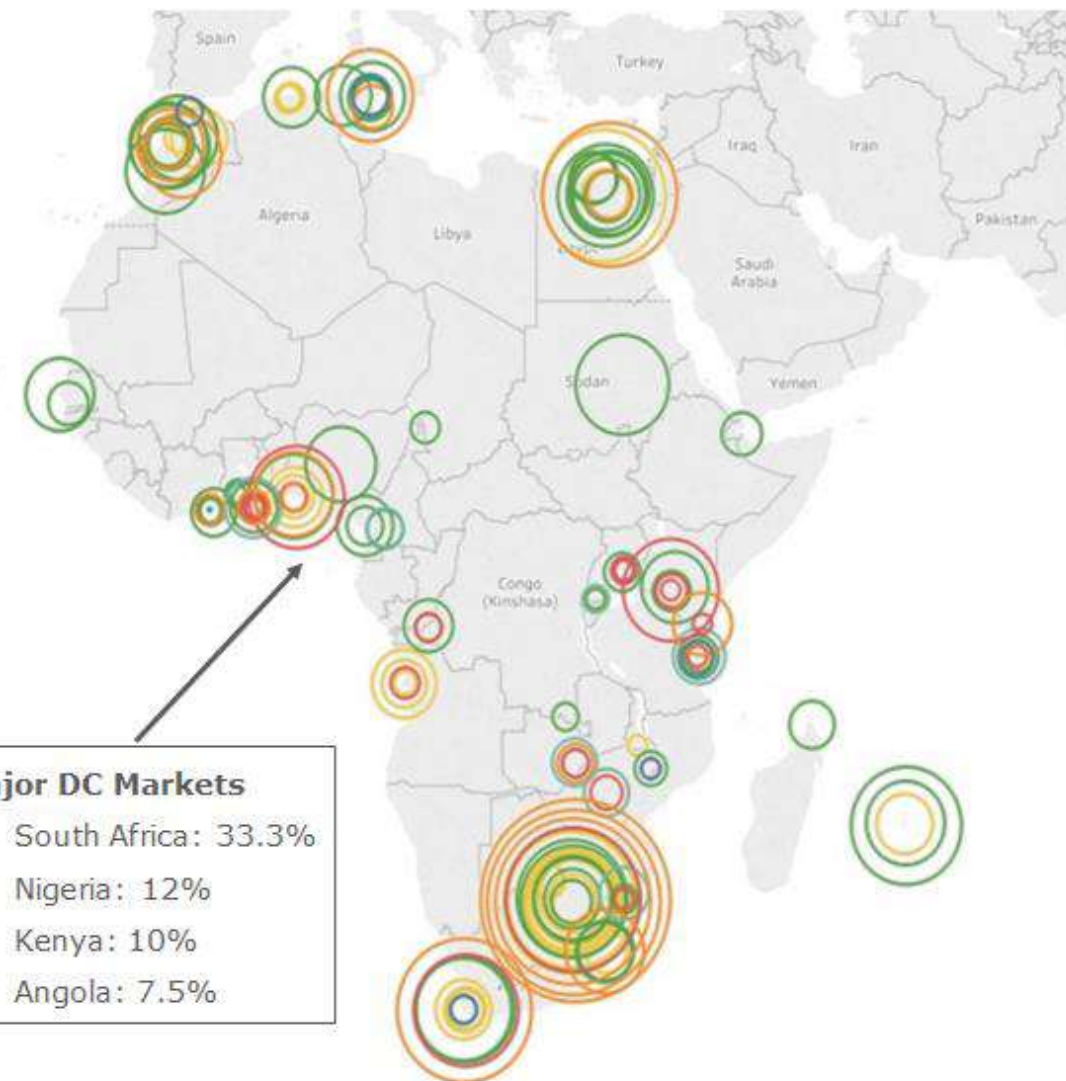 Spain
Turkey
Iraq
Iran
Pakistan
Algeria
Libya
Egypt
Saudi
Arabia
Sudan
Yemen
Congo
(Kinshasa)
jor DC Markets
South Africa: 33.3%
Nigeria: 12%
Kenya: 10%
Angola: 7.5%